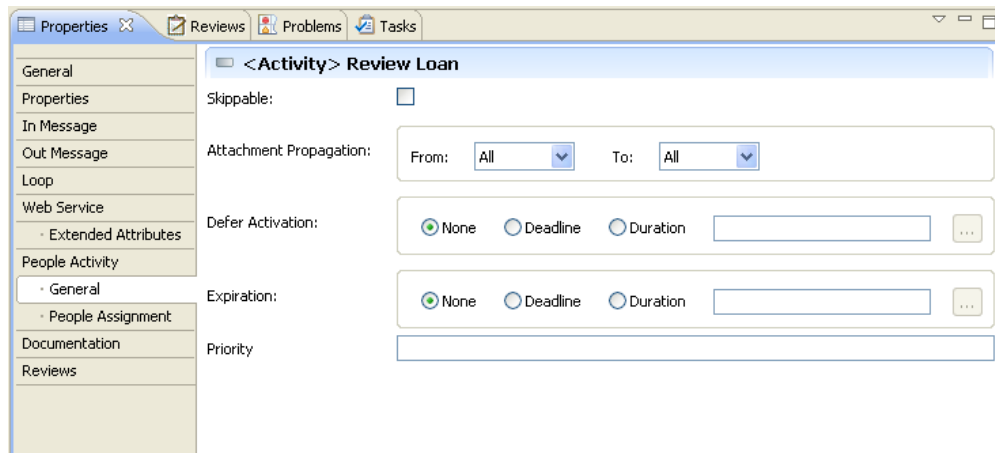 Properties Reviews Problems Tasks
<Activity> Review Loan
General
Properties
In Message
Out Message
Loop
Web Service
Extended Attributes
People Activity
General
People Assignment
Documentation
Reviews
Skippable:
Attachment Propagation: From: All To: All
Defer Activation: None Deadline Duration ...
Expiration: None Deadline Duration ...
Priority